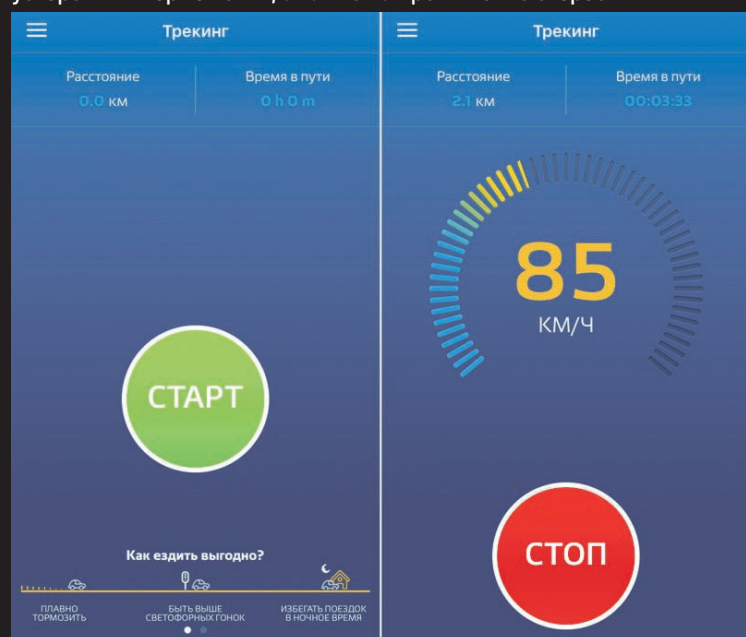 Трекинг
Расстояние
0.0 км
Время в пути
0 h 0 m
СТАРТ
Как ездить выгодно?
ПЛАВНО
ТОРМОЗИТЬ
БЫТЬ ВЫШЕ
СВЕТОФОРНЫХ ГОНОК
ИЗБЕГАТЬ ПОЕЗДОК
В НОЧНОЕ ВРЕМЯ
Трекинг
Расстояние
2.1 км
Время в пути
00:03:33
85
КМ/Ч
СТОП